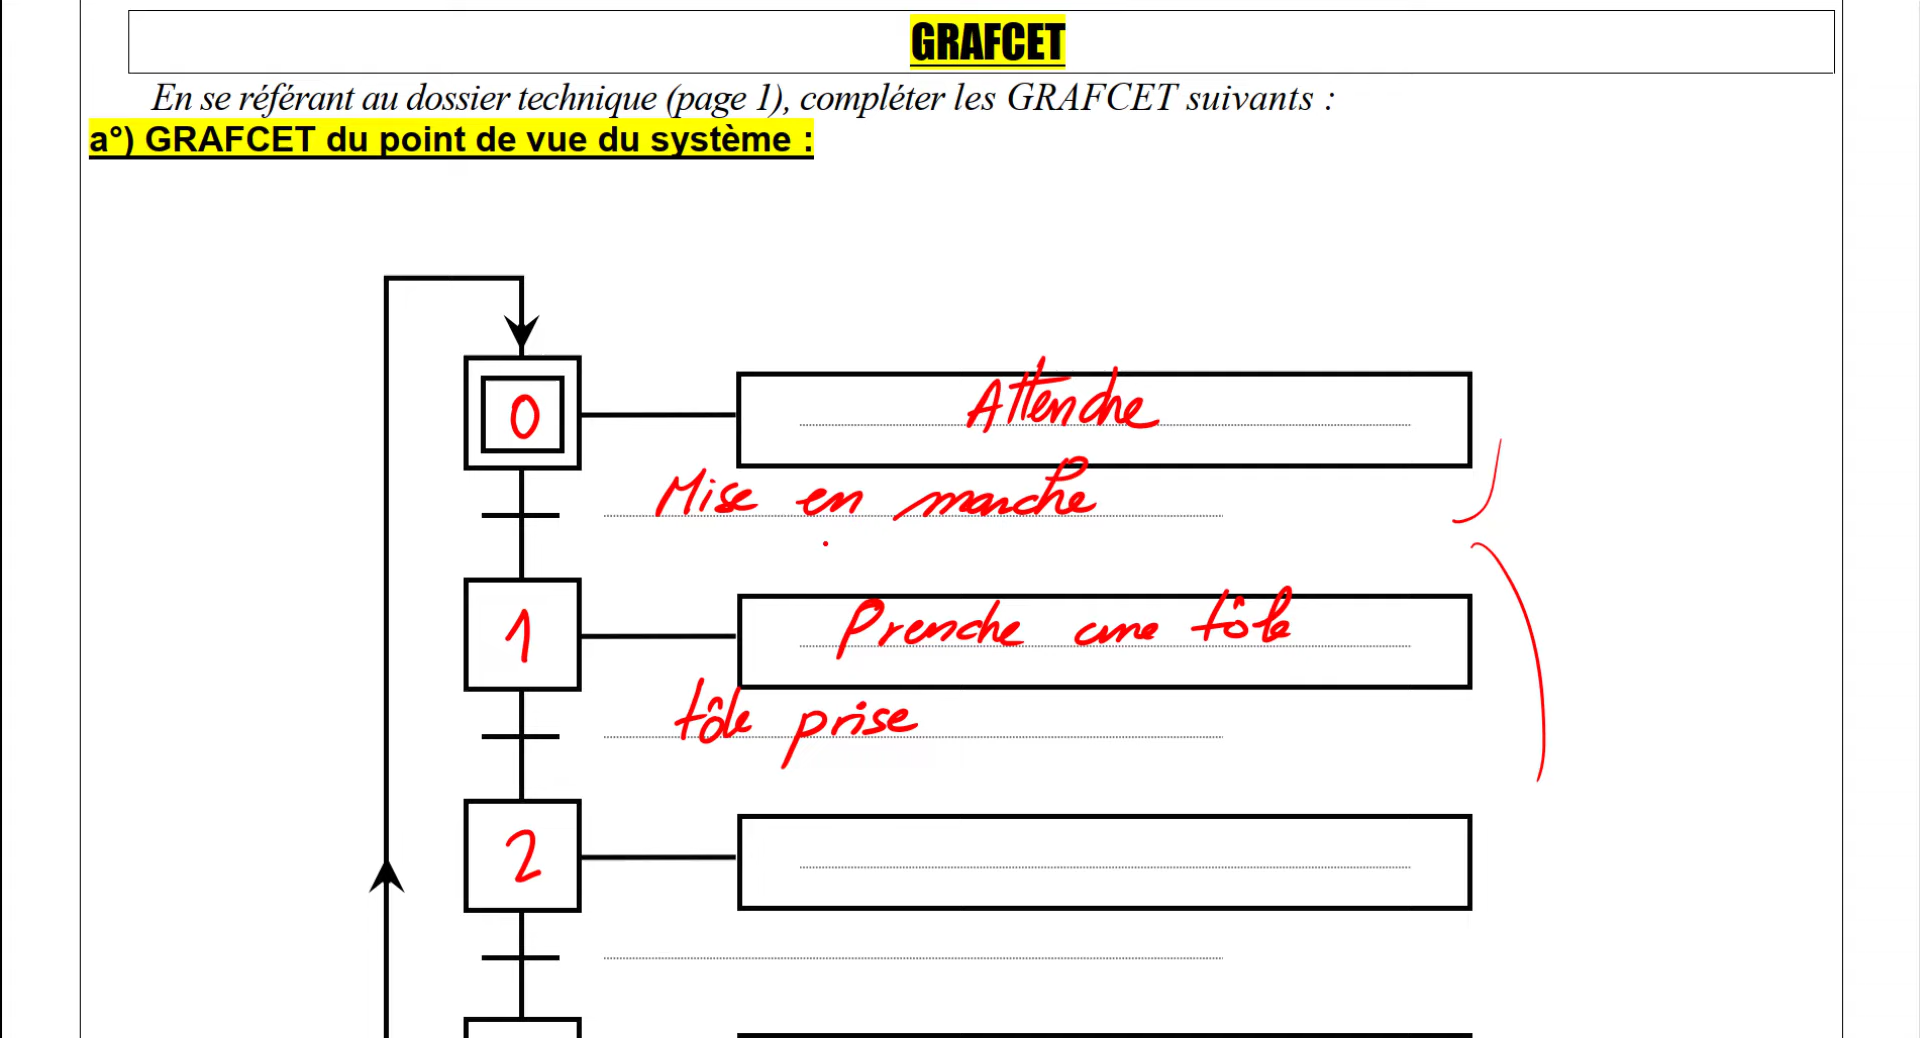 GRAFCET
En se référant au dossier technique (page 1), compléter les GRAFCET suivants :
a°) GRAFCET du point de vue du système :
0
Attendre
Mise en marche
1
Prendre une tôle
tôle prise
2